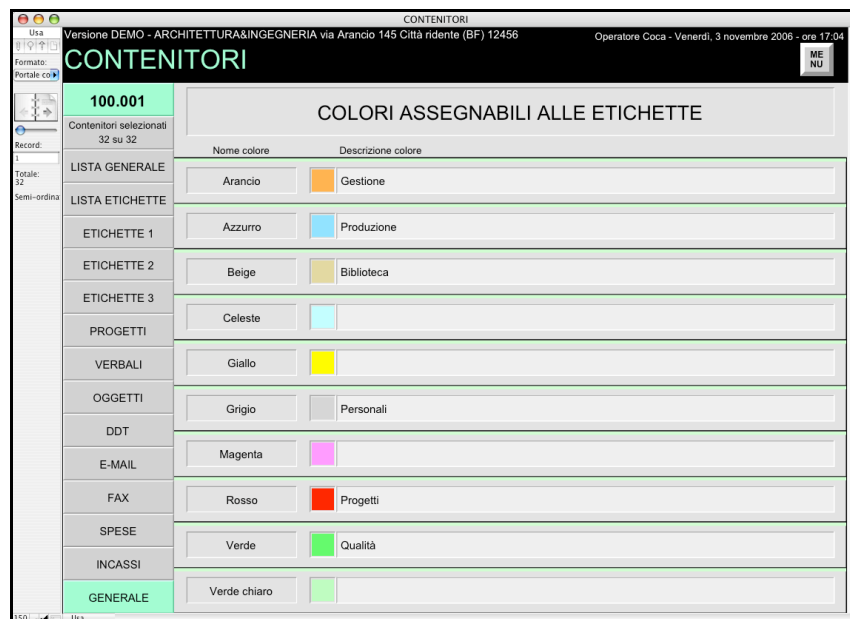 CONTENITORI
Usa
Versione DEMO - ARCHITETTURA&INGEGNERIA via Arancio 145 Città ridente (BF) 12456
Operatore Coca - Venerdì, 3 novembre 2006 - ore 17:04
CONTENITORI
ME
NU
Formato:
Portale co
Record:
1
Totale:
32
Semi-ordina
100.001
Contenitori selezionati
32 su 32
LISTA GENERALE
LISTA ETICHETTE
ETICHETTE 1
ETICHETTE 2
ETICHETTE 3
PROGETTI
VERBALI
OGGETTI
DDT
E-MAIL
FAX
SPESE
INCASSI
GENERALE
COLORI ASSEGNABILI ALLE ETICHETTE
Nome colore Descrizione colore
Arancio Gestione
Azzurro Produzione
Beige Biblioteca
Celeste
Giallo
Grigio Personali
Magenta
Rosso Progetti
Verde Qualità
Verde chiaro
150 Usa